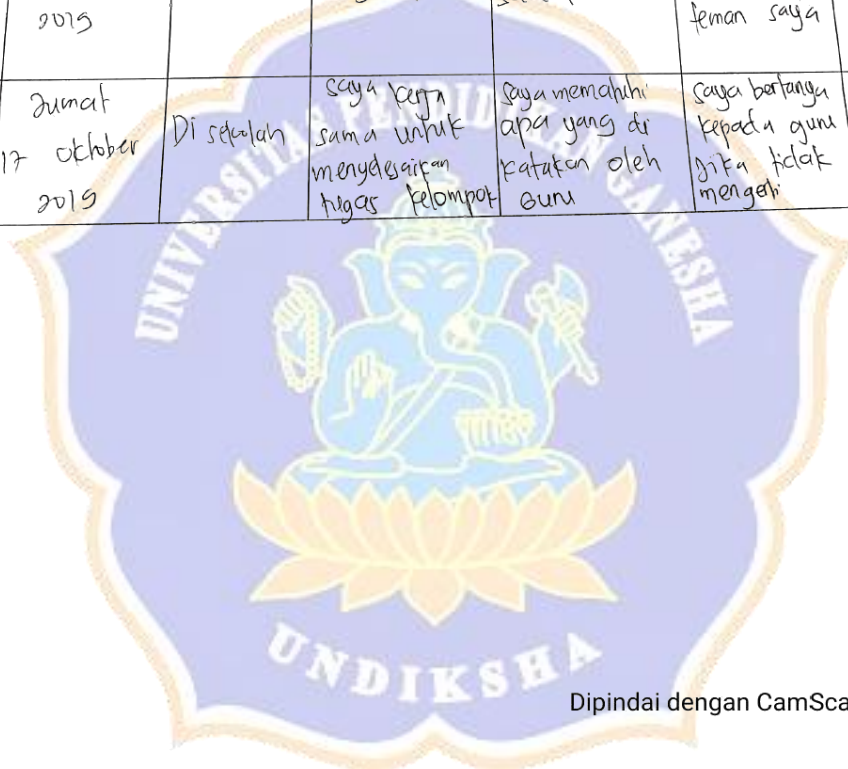 2019
teman saya
Jumat
17 Oktober
2019
Di sekolah
saya kerja
sama untuk
menyelesaikan
tugas kelompok
saya mematuhi
apa yang di
katakan oleh
Guru
saya bertanya
kepada guru
jika tidak
mengerti
UNIVERSITAS PENDIDIKAN GANESHA
UNDIKSHA
Dipindai dengan CamSca